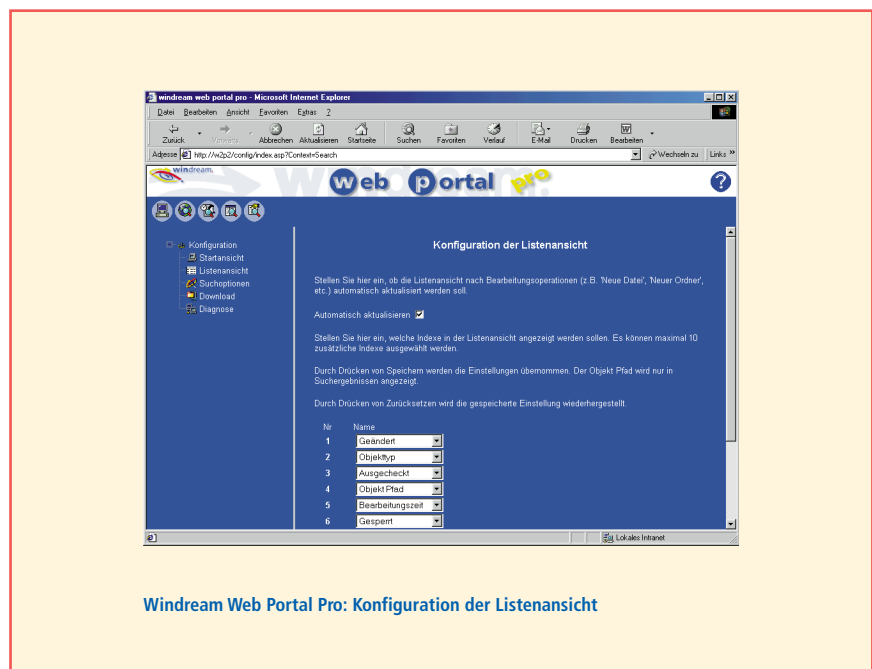 windream web portal pro - Microsoft Internet Explorer
Datei Bearbeiten Ansicht Favoriten Extras ?
Zurück Vorwärts Abbrechen Aktualisieren Startseite Suchen Favoriten Verlauf E-Mail Drucken Bearbeiten
Adresse http://w2p2/config/index.asp?Context=Search Wechseln zu Links »
windream. web portal pro ?
Konfiguration
Startansicht
Listenansicht
Suchoptionen
Download
Diagnose
Konfiguration der Listenansicht
Stellen Sie hier ein, ob die Listenansicht nach Bearbeitungsoperationen (z.B. 'Neue Datei', 'Neuer Ordner',
etc.) automatisch aktualisiert werden soll.
Automatisch aktualisieren
Stellen Sie hier ein, welche Indexe in der Listenansicht angezeigt werden sollen. Es können maximal 10
zusätzliche Indexe ausgewählt werden.
Durch Drücken von Speichern werden die Einstellungen übernommen. Der Objekt Pfad wird nur in
Suchergebnissen angezeigt.
Durch Drücken von Zurücksetzen wird die gespeicherte Einstellung wiederhergestellt.
Nr Name
1 Geändert
2 Objekttyp
3 Ausgecheckt
4 Objekt Pfad
5 Bearbeitungszeit
6 Gesperrt
Lokales Intranet
Windream Web Portal Pro: Konfiguration der Listenansicht